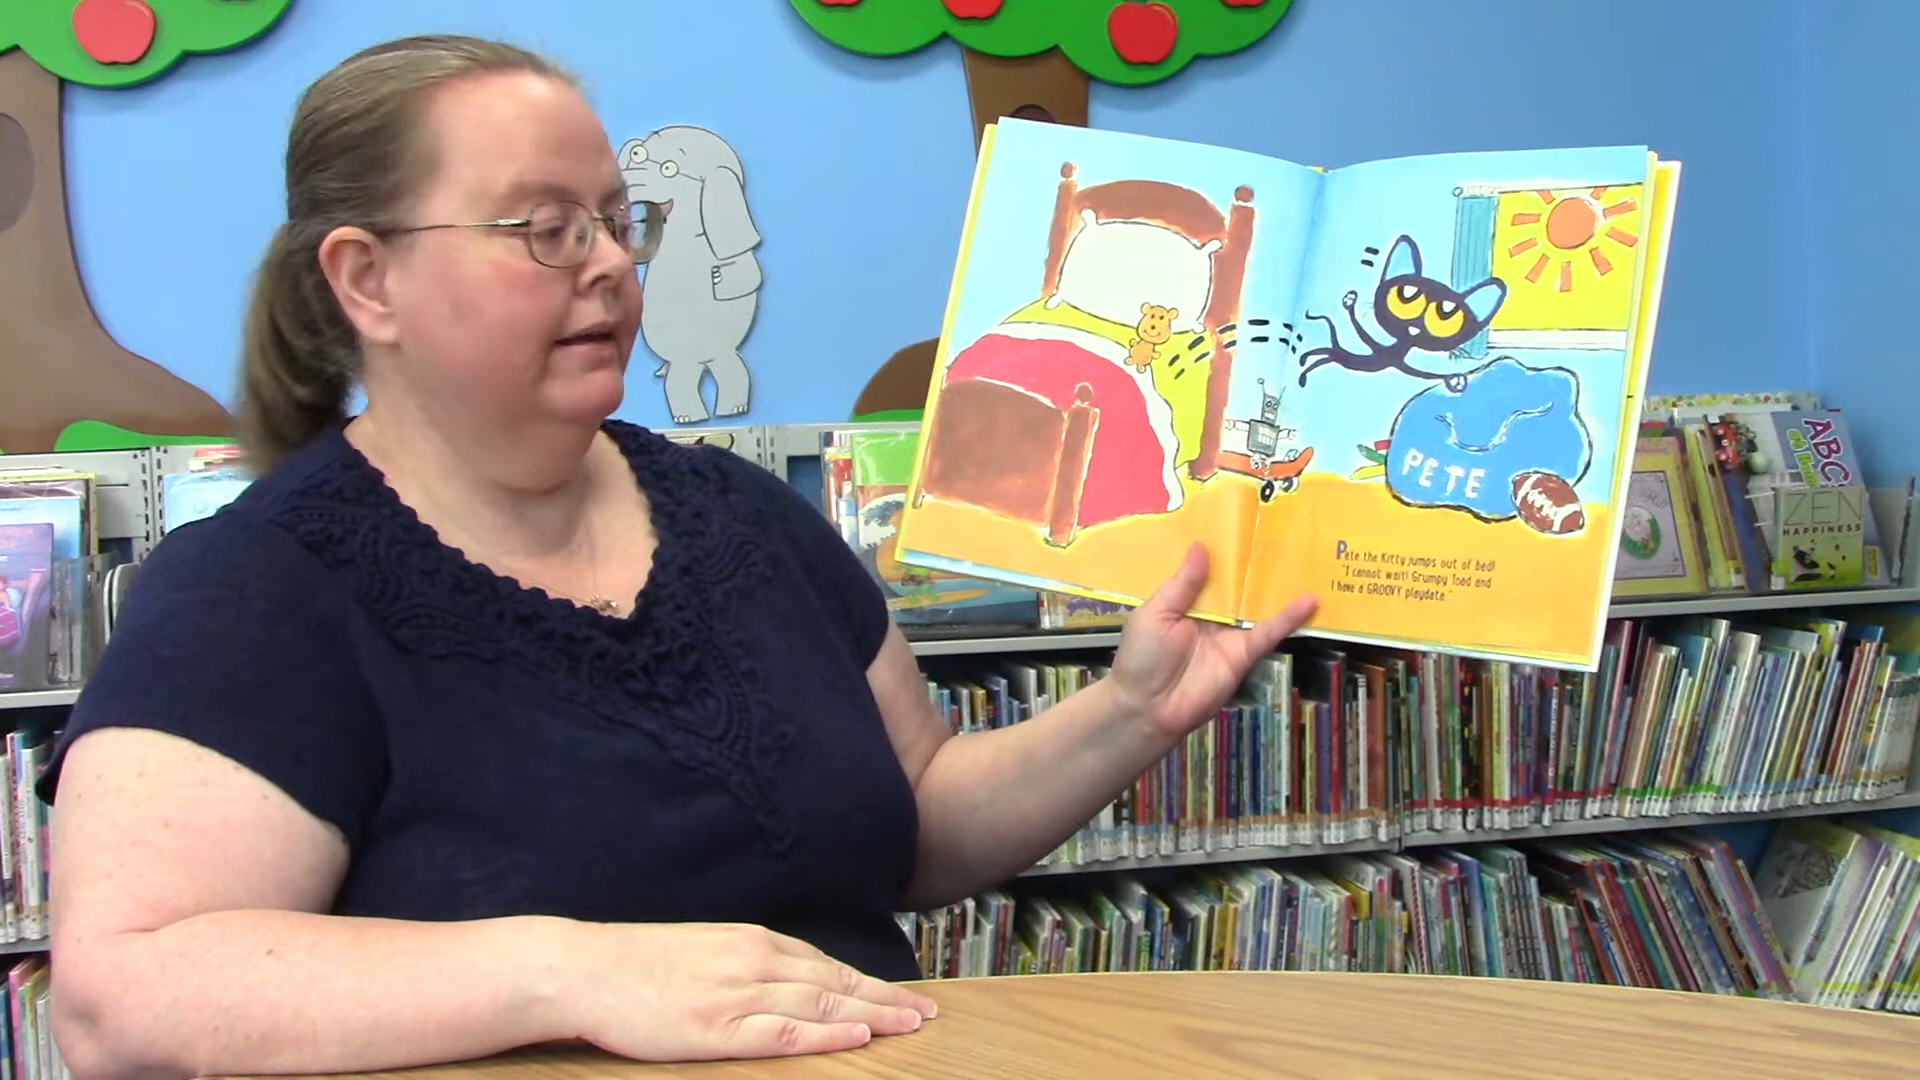 PETE
Pete the Kitty jumps out of bed!
"I cannot wait! Grumpy Toad and
I have a GROOVY playdate."
ABC
ZEN
HAPPINESS